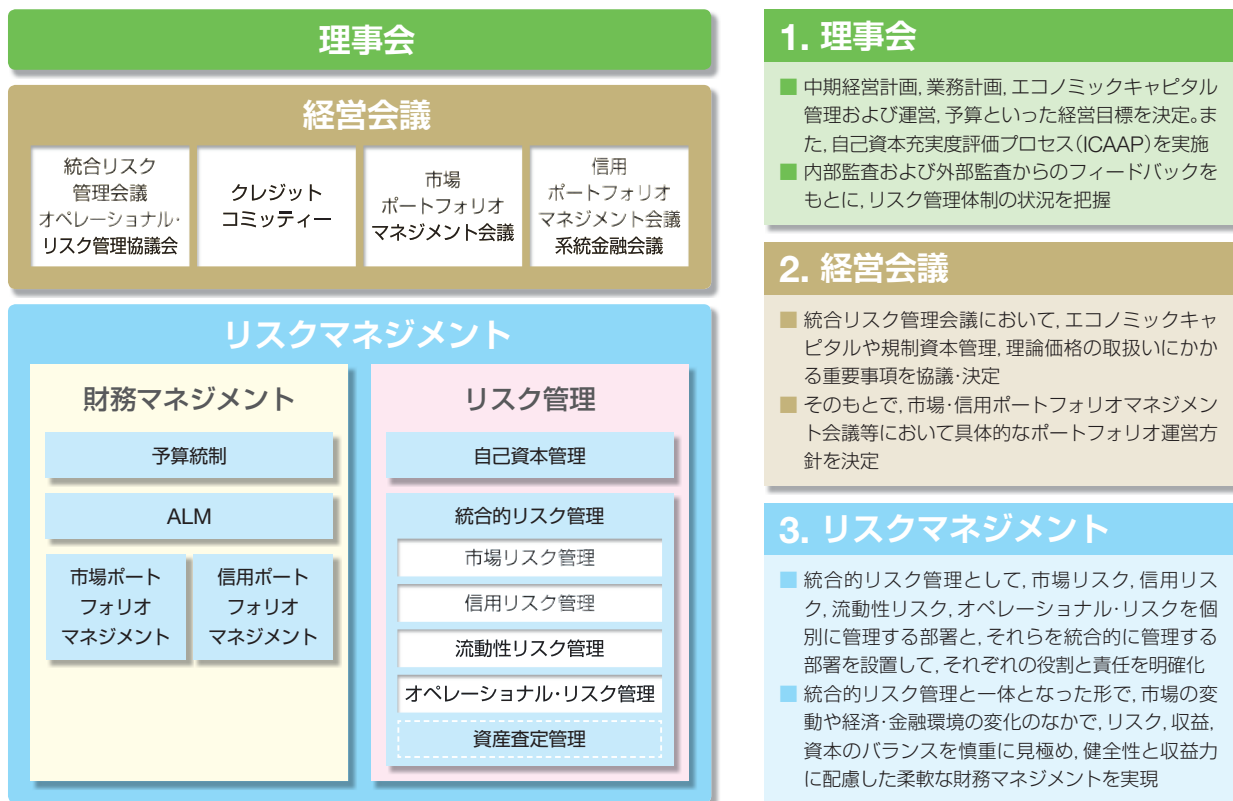 理事会
経営会議
統合リスク
管理会議
オペレーショナル・
リスク管理協議会
クレジット
コミッティー
市場
ポートフォリオ
マネジメント会議
信用
ポートフォリオ
マネジメント会議
系統金融会議
リスクマネジメント
財務マネジメント
予算統制
ALM
市場ポート
フォリオ
マネジメント
信用ポート
フォリオ
マネジメント
リスク管理
自己資本管理
統合的リスク管理
市場リスク管理
信用リスク管理
流動性リスク管理
オペレーショナル・リスク管理
資産査定管理
1. 理事会
■ 中期経営計画, 業務計画, エコノミックキャピタル
管理および運営, 予算といった経営目標を決定。ま
た, 自己資本充実度評価プロセス(ICAAP)を実施
■ 内部監査および外部監査からのフィードバックを
もとに, リスク管理体制の状況を把握
2. 経営会議
■ 統合リスク管理会議において, エコノミックキャ
ピタルや規制資本管理, 理論価格の取扱いにかか
る重要事項を協議・決定
■ そのもとで, 市場・信用ポートフォリオマネジメン
ト会議等において具体的なポートフォリオ運営方
針を決定
3. リスクマネジメント
■ 統合的リスク管理として, 市場リスク, 信用リス
ク, 流動性リスク, オペレーショナル・リスクを個
別に管理する部署と, それらを統合的に管理する
部署を設置して, それぞれの役割と責任を明確化
■ 統合的リスク管理と一体となった形で, 市場の変
動や経済・金融環境の変化のなかで, リスク, 収益,
資本のバランスを慎重に見極め, 健全性と収益力
に配慮した柔軟な財務マネジメントを実現